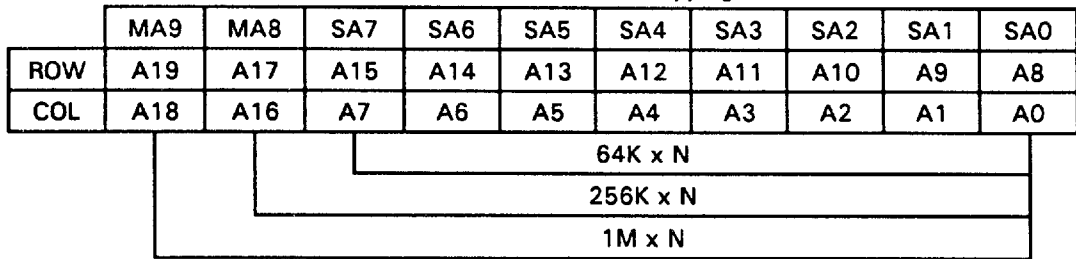 MA9 MA8 SA7 SA6 SA5 SA4 SA3 SA2 SA1 SA0
ROW A19 A17 A15 A14 A13 A12 A11 A10 A9 A8
COL A18 A16 A7 A6 A5 A4 A3 A2 A1 A0
64K x N
256K x N
1M x N